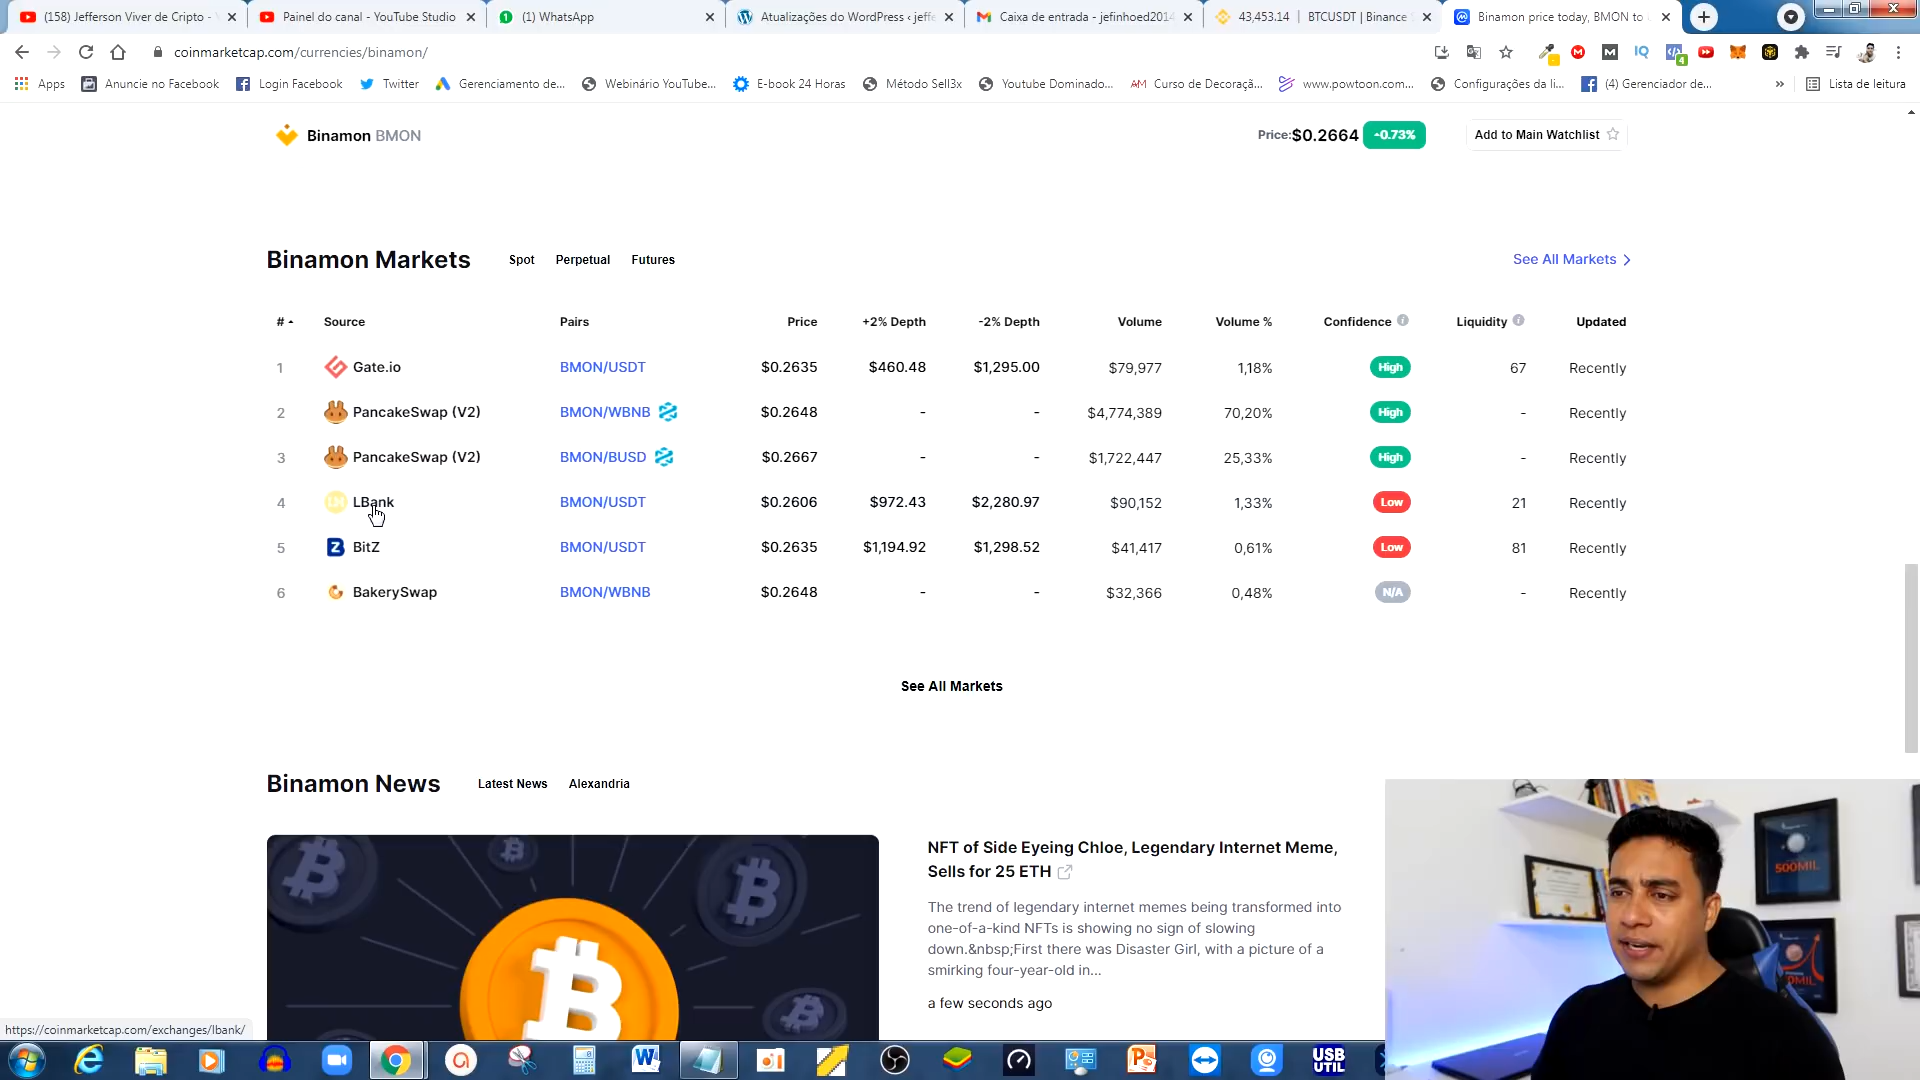 (158) Jefferson Viver de Cripto -
Painel do canal - YouTube Studio
(1) WhatsApp
Atualizações do WordPress ‹ jeffe
Caixa de entrada - jefinhoed2014
43,453.14 | BTCUSDT | Binance
Binamon price today, BMON to
coinmarketcap.com/currencies/binamon/
Apps
Anuncie no Facebook
Login Facebook
Twitter
Gerenciamento de...
Webinário YouTube...
E-book 24 Horas
Método Sell3x
Youtube Dominado...
AM Curso de Decoraçã...
www.powtoon.com...
Configurações da li...
(4) Gerenciador de...
»
Lista de leitura
Binamon BMON
Price:$0.2664 0.73%
Add to Main Watchlist
Binamon Markets Spot Perpetual Futures See All Markets
# Source Pairs Price +2% Depth -2% Depth Volume Volume % Confidence Liquidity Updated
1 Gate.io BMON/USDT $0.2635 $460.48 $1,295.00 $79,977 1,18% High 67 Recently
2 PancakeSwap (V2) BMON/WBNB $0.2648 - - $4,774,389 70,20% High - Recently
3 PancakeSwap (V2) BMON/BUSD $0.2667 - - $1,722,447 25,33% High - Recently
4 LBank BMON/USDT $0.2606 $972.43 $2,280.97 $90,152 1,33% Low 21 Recently
5 BitZ BMON/USDT $0.2635 $1,194.92 $1,298.52 $41,417 0,61% Low 81 Recently
6 BakerySwap BMON/WBNB $0.2648 - - $32,366 0,48% N/A - Recently
See All Markets
Binamon News Latest News Alexandria
NFT of Side Eyeing Chloe, Legendary Internet Meme,
Sells for 25 ETH
The trend of legendary internet memes being transformed into
one-of-a-kind NFTs is showing no sign of slowing
down.&nbsp;First there was Disaster Girl, with a picture of a
smirking four-year-old in...
a few seconds ago
500MIL
https://coinmarketcap.com/exchanges/lbank/
USB
UTIL